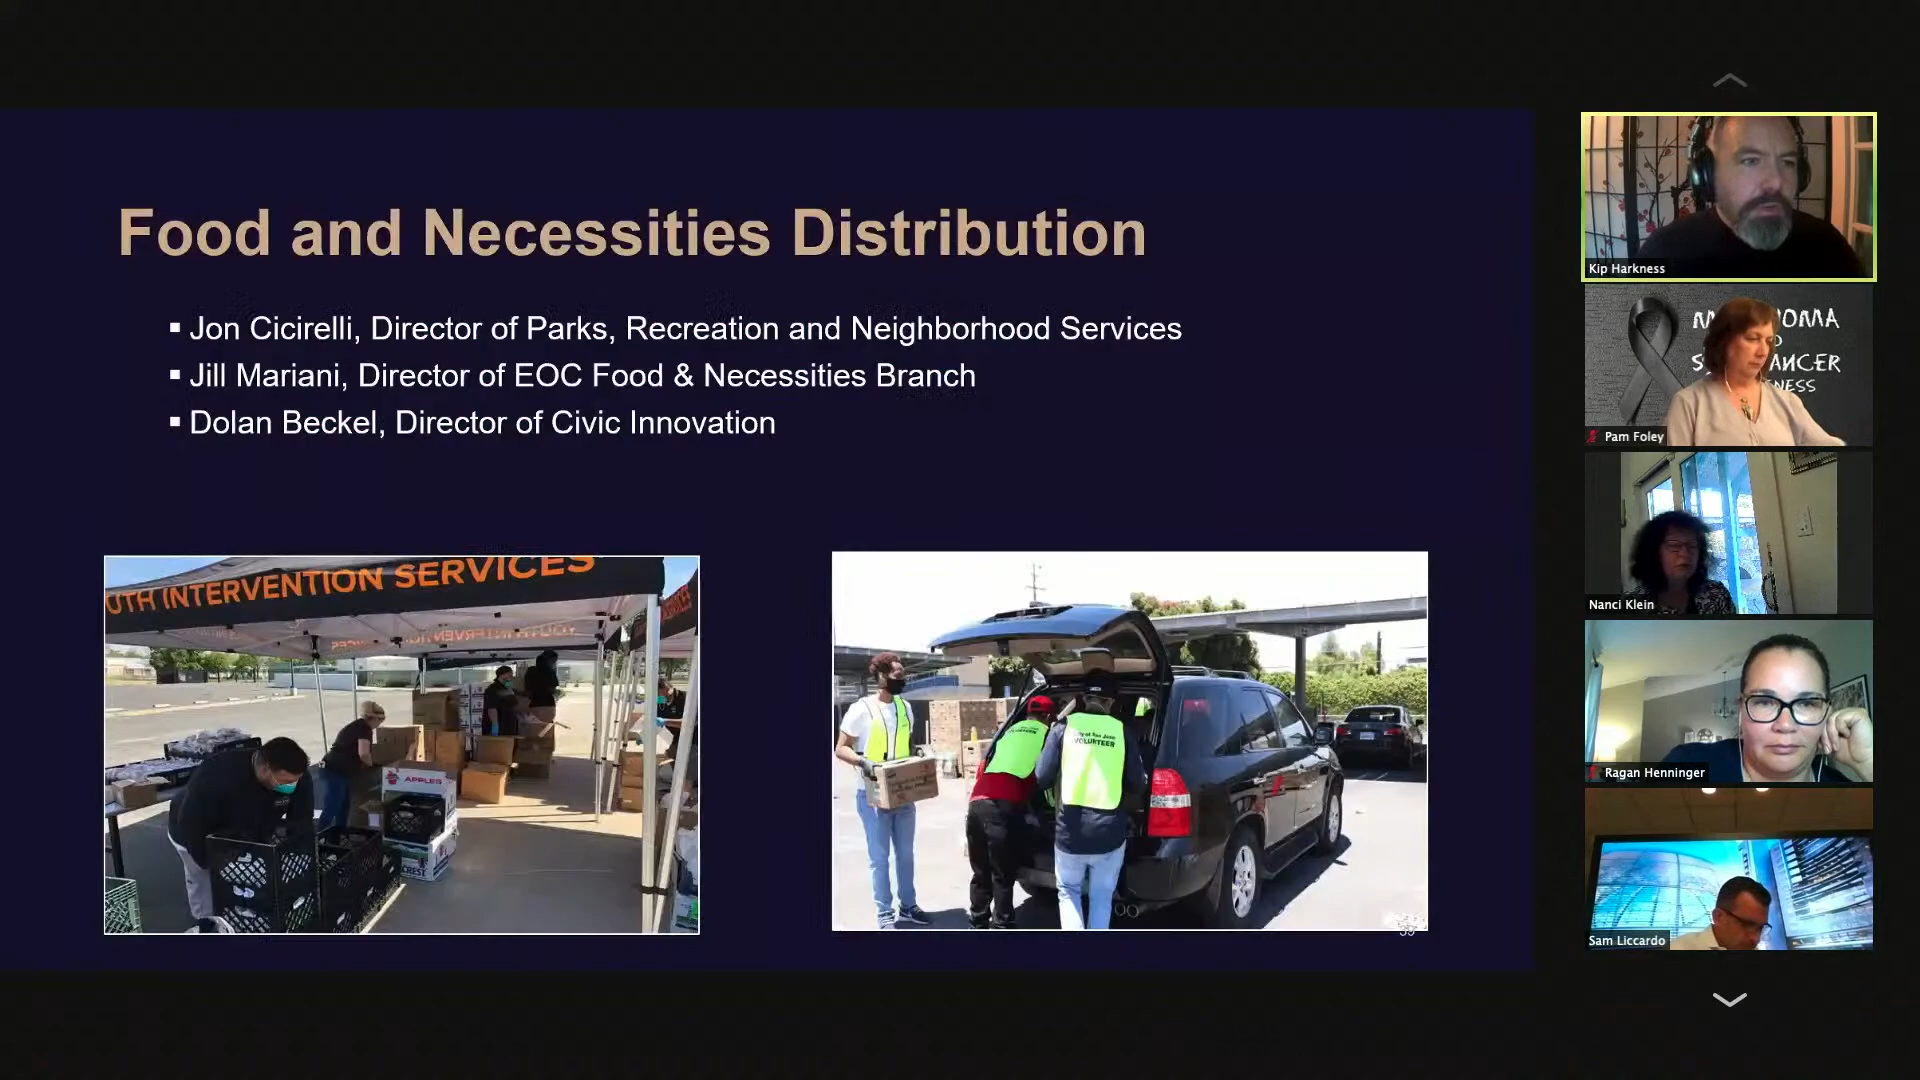 Food and Necessities Distribution
▪ Jon Cicirelli, Director of Parks, Recreation and Neighborhood Services
▪ Jill Mariani, Director of EOC Food & Necessities Branch
▪ Dolan Beckel, Director of Civic Innovation
UTH INTERVENTION SERVICES
APPLES
VOLUNTEER
Kip Harkness
Pam Foley
Nanci Klein
Ragan Henninger
Sam Liccardo